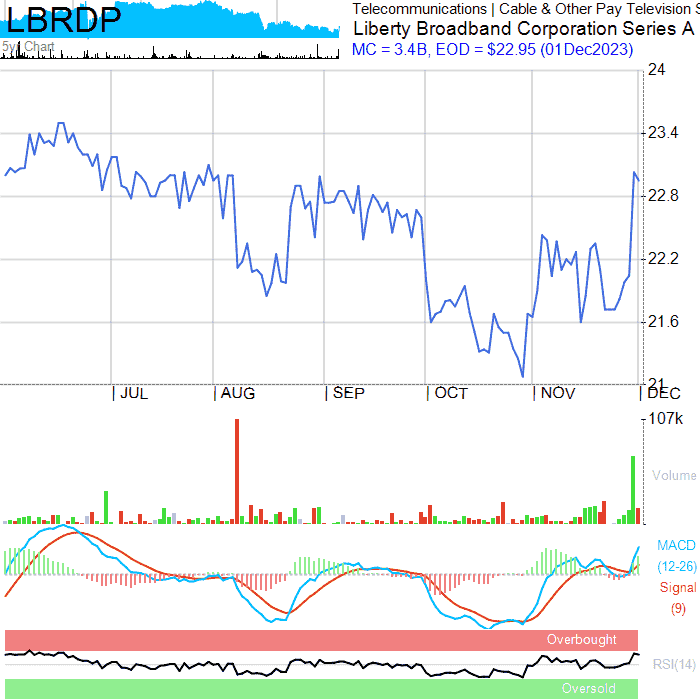 LBRDP
5yr Chart
Telecommunications | Cable & Other Pay Television S
Liberty Broadband Corporation Series A
MC = 3.4B, EOD = $22.95 (01Dec2023)
24
23.4
22.8
22.2
21.6
21
JUL
AUG
SEP
OCT
NOV
DEC
107k
Volume
MACD
(12-26)
Signal
(9)
Overbought
RSI(14)
Oversold